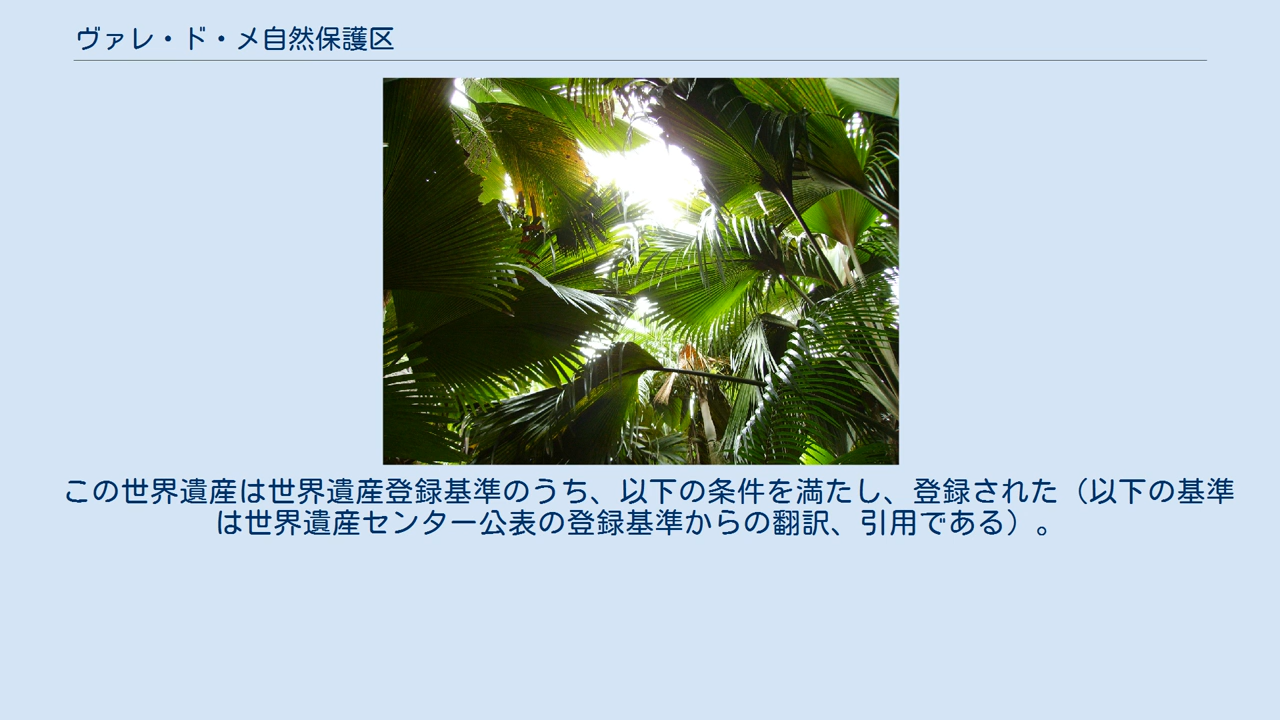 ヴァレ・ド・メ自然保護区
この世界遺産は世界遺産登録基準のうち、以下の条件を満たし、登録された（以下の基準
は世界遺産センター公表の登録基準からの翻訳、引用である）。